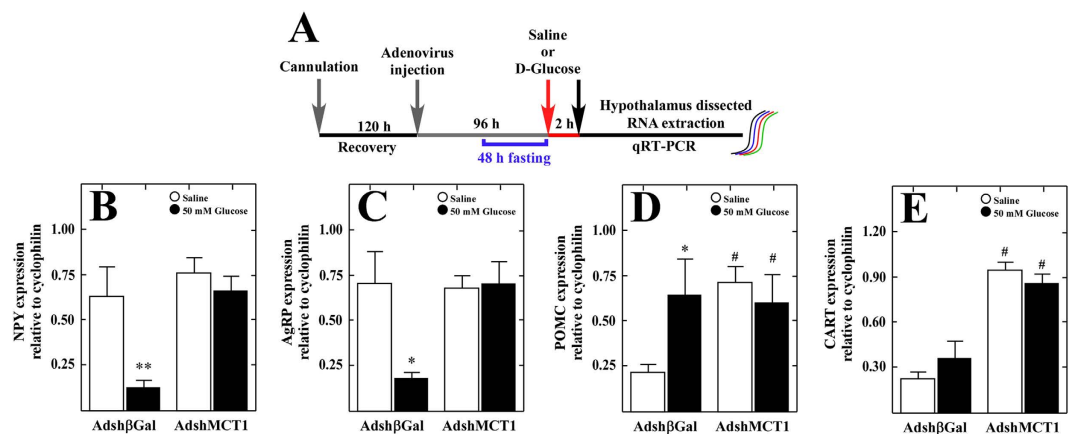 A
Cannulation
Adenovirus
injection
Saline
or
D-Glucose
120 h
Recovery
96 h
48 h fasting
2 h
Hypothalamus dissected
RNA extraction
qRT-PCR
B
Saline
50 mM Glucose
NPY expression
relative to cyclophilin
1.00
0.75
0.50
0.25
**
AdshβGal
AdshMCT1
C
Saline
50 mM Glucose
AgRP expression
relative to cyclophilin
1.00
0.75
0.50
0.25
*
AdshβGal
AdshMCT1
D
Saline
50 mM Glucose
POMC expression
relative to cyclophilin
1.00
0.75
0.50
0.25
*
#
#
AdshβGal
AdshMCT1
E
Saline
50 mM Glucose
CART expression
relative to cyclophilin
1.20
0.90
0.60
0.30
#
#
AdshβGal
AdshMCT1